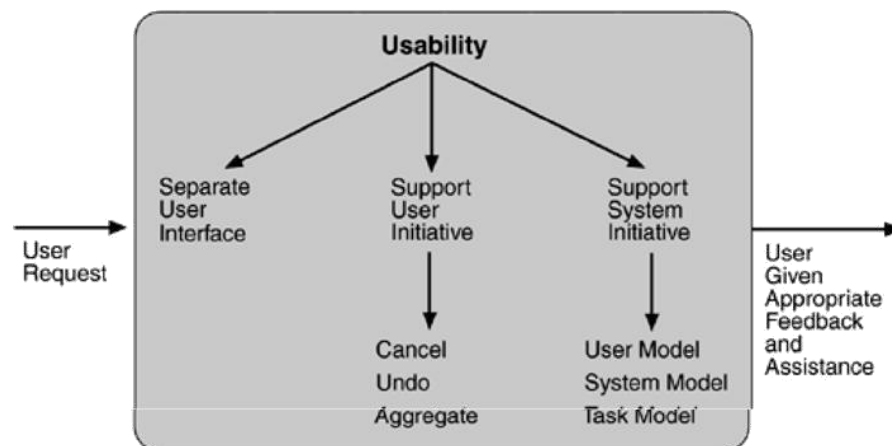 Usability
Separate
User
Interface
Support
User
Initiative
Support
System
Initiative
User
Request
User
Given
Appropriate
Feedback
and
Assistance
Cancel
Undo
Aggregate
User Model
System Model
Task Model